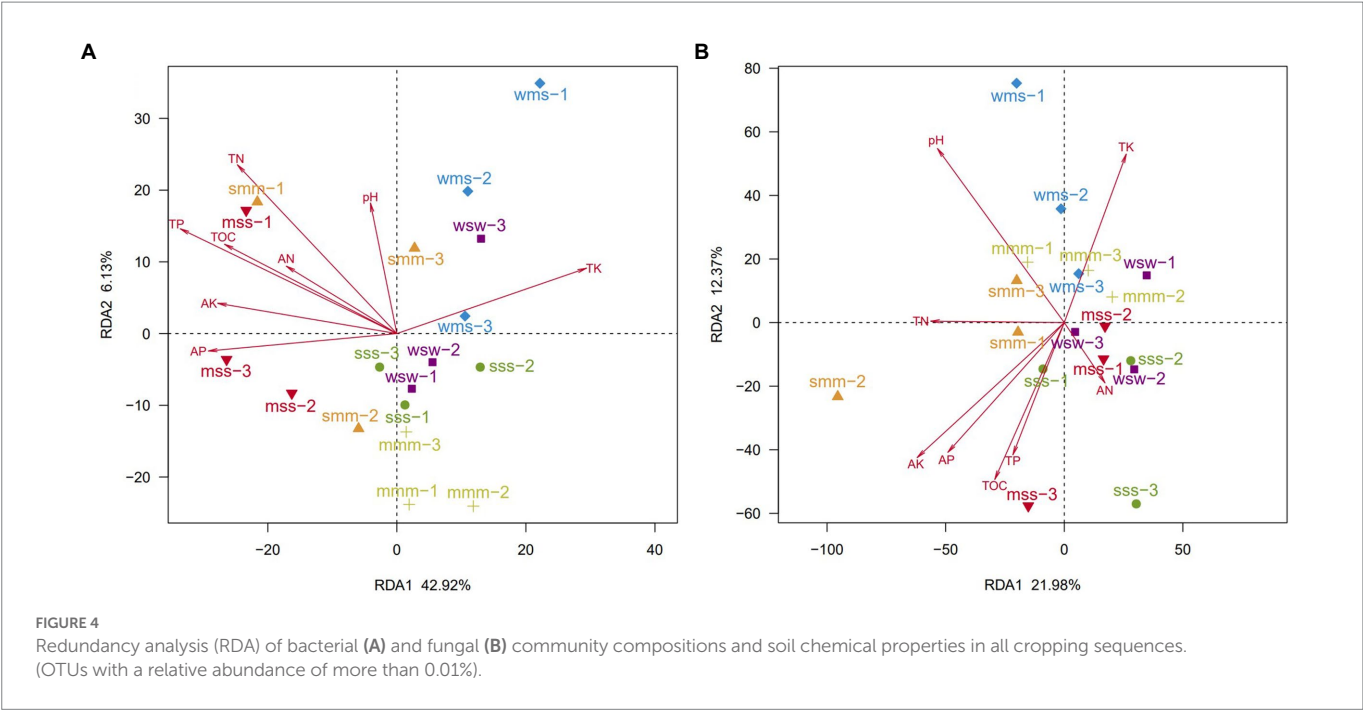 A
wms−1
30
TN
wms−2
20
smm−1
pH
mss−1
wsw−3
TP
TOC
smm−3
AN
10
TK
AK
wms−3
0
AP
sss−3
wsw−2
mss−3
sss−2
wsw−1
−10
mss−2
sss−1
smm−2
mmm−3
−20
mmm−1
mmm−2
RDA2 6.13%
−20
0
20
40
RDA1 42.92%
B
80
wms−1
60
pH
TK
40
wms−2
mmm−1
mmm−3
20
wsw−1
smm−3
wms−3
mmm−2
TN
mss−2
0
smm−1
wsw−3
mss−1
sss−2
sss−1
wsw−2
−20
smm−2
AN
−40
AK
AP
TP
TOC
mss−3
sss−3
−60
RDA2 12.37%
−100
−50
0
50
RDA1 21.98%
FIGURE 4
Redundancy analysis (RDA) of bacterial (A) and fungal (B) community compositions and soil chemical properties in all cropping sequences.
(OTUs with a relative abundance of more than 0.01%).